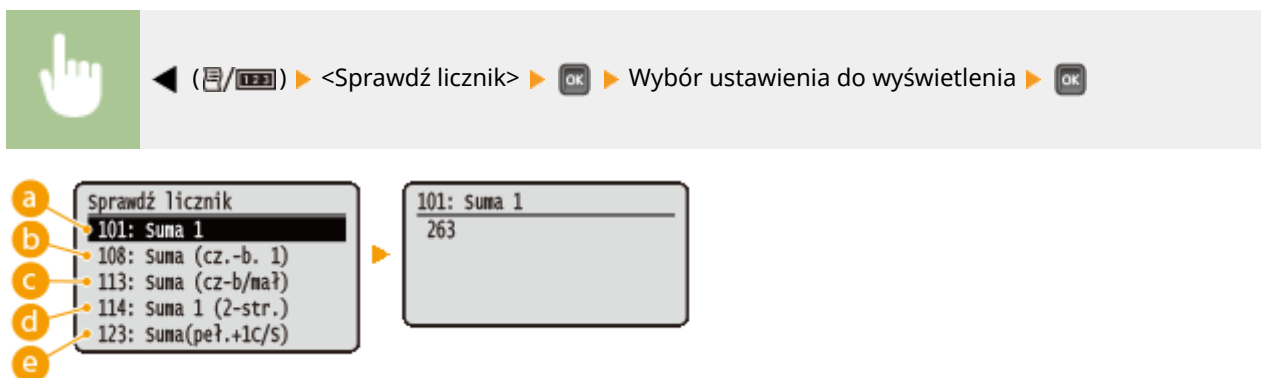 ◀ ( /123) ▶ <Sprawdź licznik> ▶ OK ▶ Wybór ustawienia do wyświetlenia ▶ OK
a
b
c
d
e
Sprawdź licznik
101: Suma 1
108: Suma (cz.-b. 1)
113: Suma (cz-b/mał)
114: Suma 1 (2-str.)
123: Suma(peł.+1C/S)
101: Suma 1
263